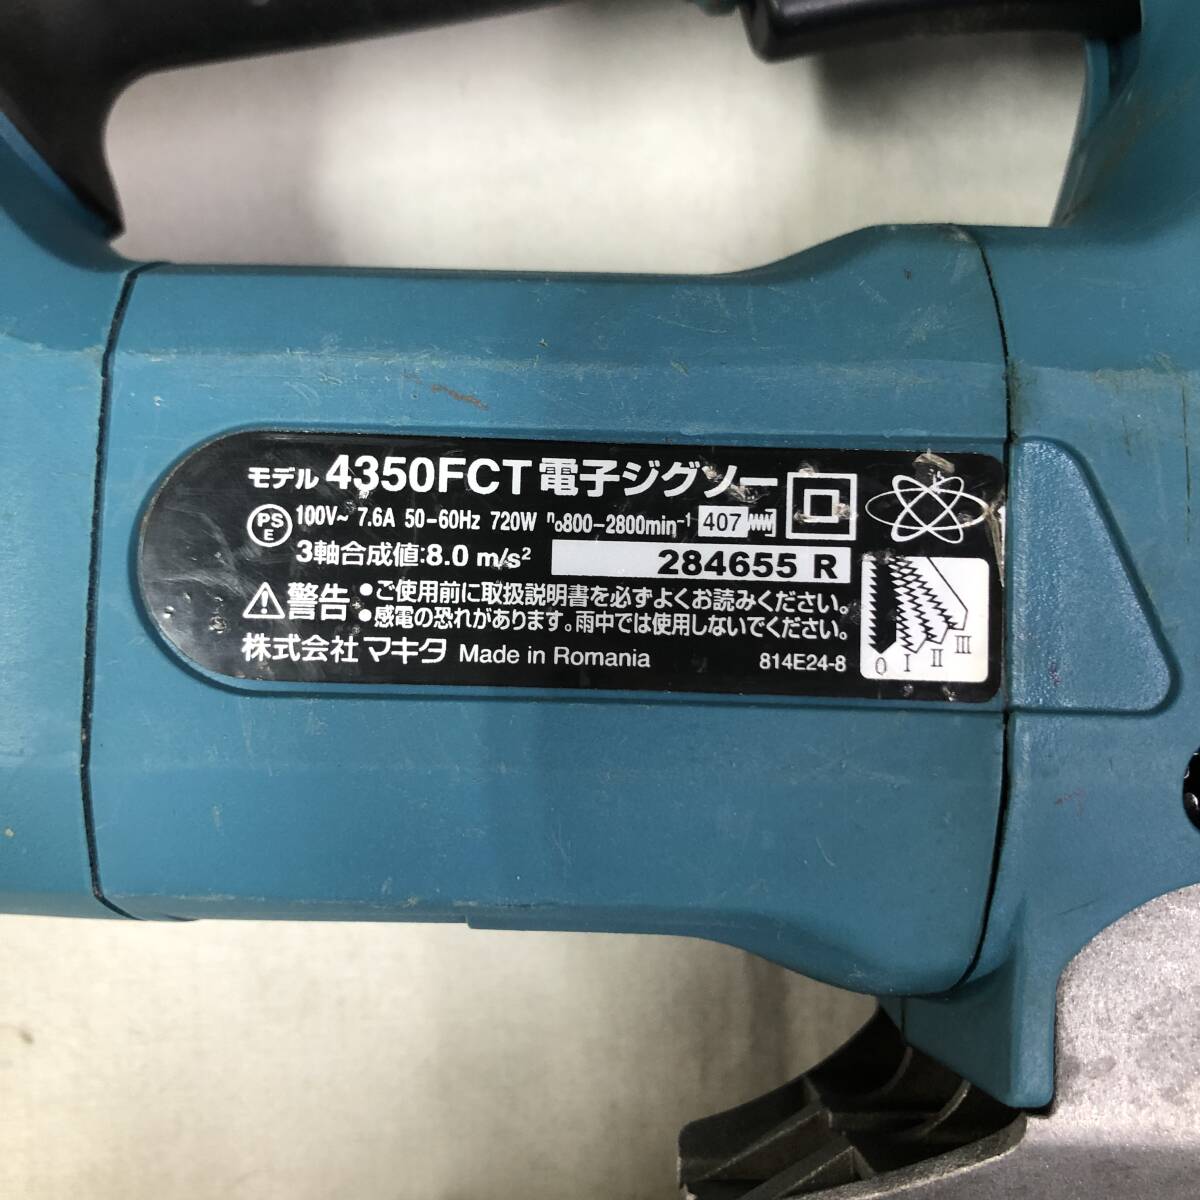 モデル 4350FCT 電子ジグソー
PS E 100V~ 7.6A 50-60Hz 720W n₀800-2800min⁻¹ 407
3軸合成値:8.0 m/s² 284655 R
警告 •ご使用前に取扱説明書を必ずよくお読みください。
•感電の恐れがあります。雨中では使用しないでください。
株式会社 マキタ Made in Romania 814E24-8
0 I II III